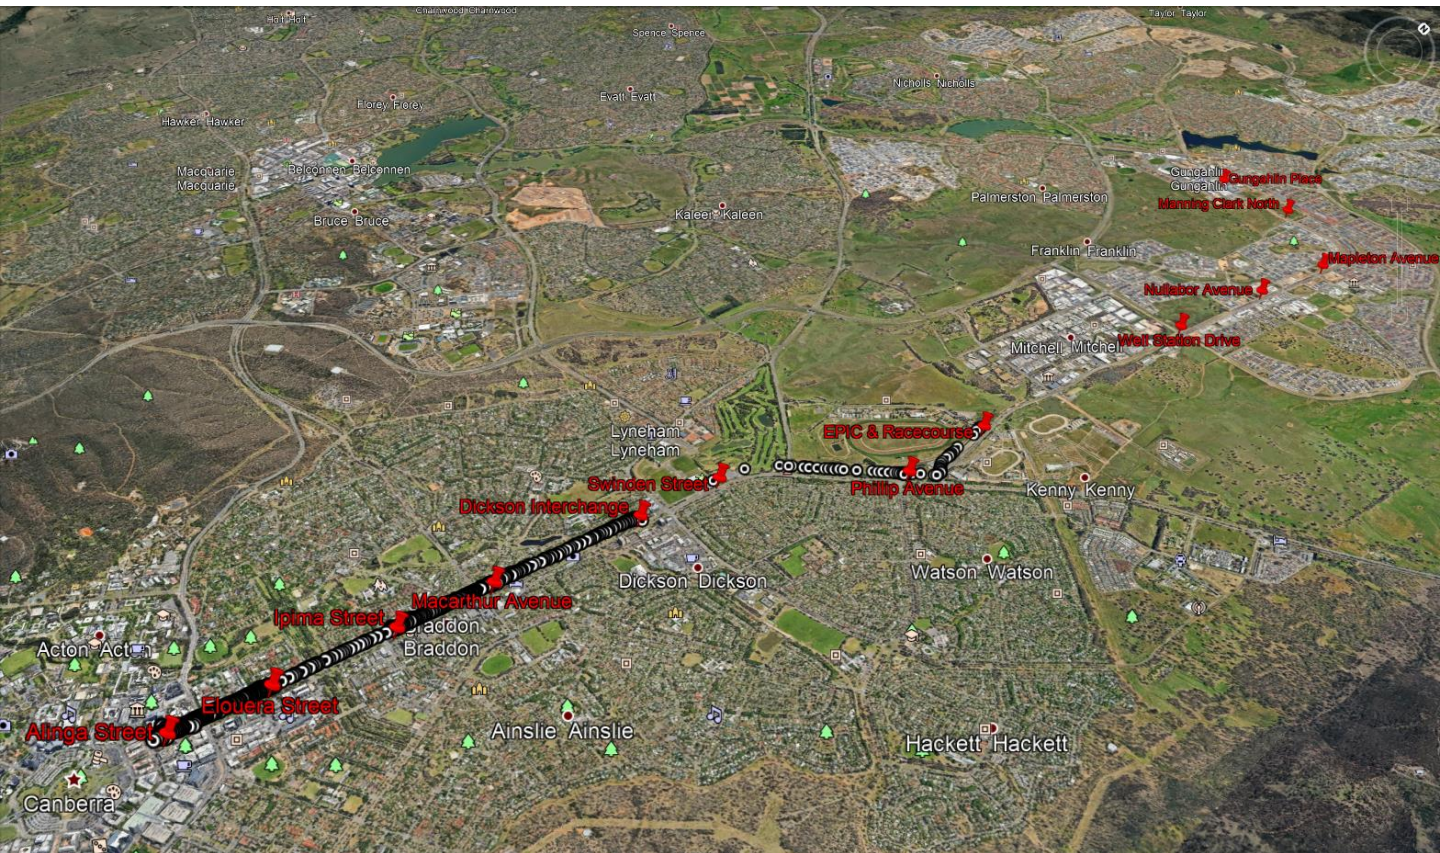 Holt Holt
Charnwood Charnwood
Taylor Taylor
Spence Spence
Nicholls Nicholls
Florey Florey
Evatt Evatt
Hawker Hawker
Macquarie
Macquarie
Belconnen Belconnen
Gungahlin
Gungahlin
Gungahlin Place
Palmerston Palmerston
Manning Clark North
Bruce Bruce
Kaleen Kaleen
Franklin Franklin
Mapleton Avenue
Nullabor Avenue
Mitchell Mitchell
Well Station Drive
Lyneham
Lyneham
EPIC & Racecourse
Swinden Street
Phillip Avenue
Kenny Kenny
Dickson Interchange
Dickson Dickson
Watson Watson
Macarthur Avenue
Ipima Street
Braddon
Braddon
Acton Acton
Elouera Street
Alinga Street
Ainslie Ainslie
Hackett Hackett
Canberra